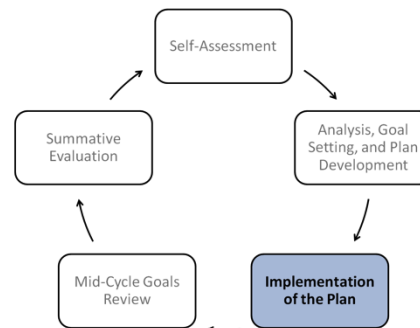 Self-Assessment
Analysis, Goal
Setting, and Plan
Development
Implementation
of the Plan
Mid-Cycle Goals
Review
Summative
Evaluation